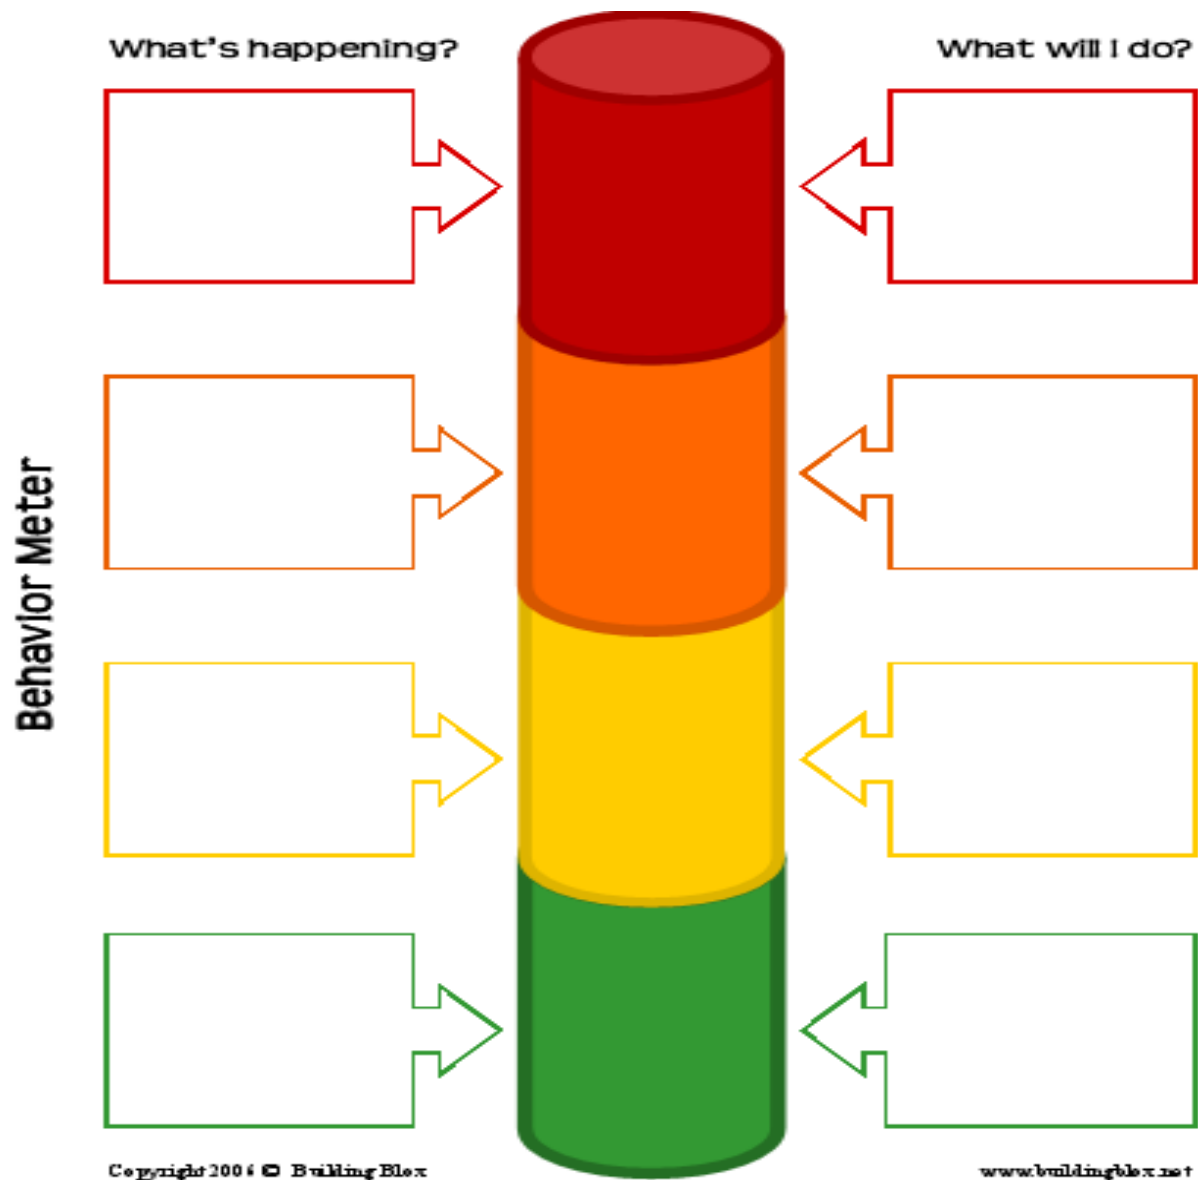 What's happening?
What will I do?
Behavior Meter
Copyright 2006 © Building Blox
www.buildingblox.net